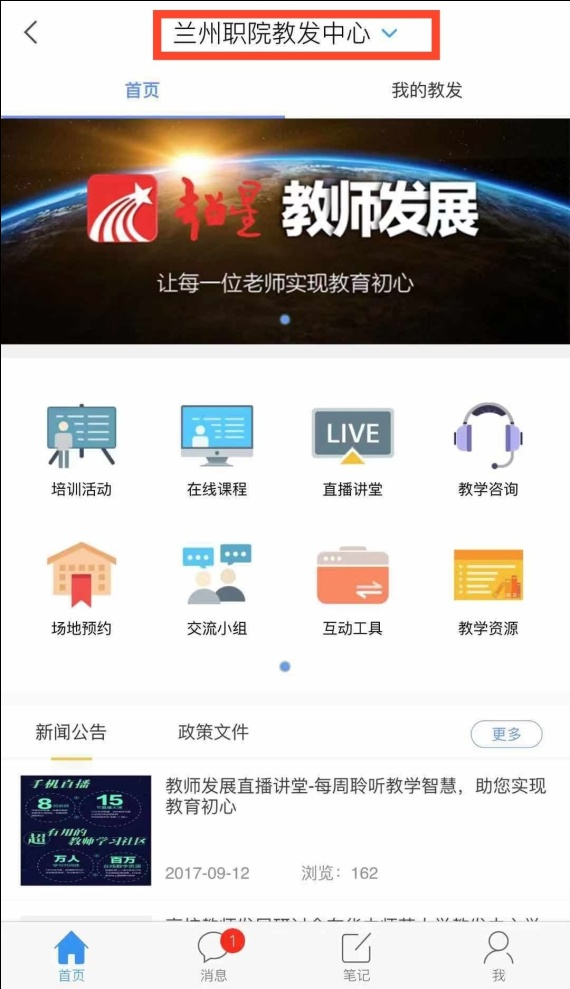 兰州职院教发中心
首页
我的教发
超星 教师发展
让每一位老师实现教育初心
LIVE
培训活动
在线课程
直播讲堂
教学咨询
场地预约
交流小组
互动工具
教学资源
新闻公告
政策文件
更多
手机直播
8
15
超有用的
教师学习社区
万人
百万
教师发展直播讲堂-每周聆听教学智慧，助您实现
教育初心
2017-09-12
浏览：162
1
首页
消息
笔记
我